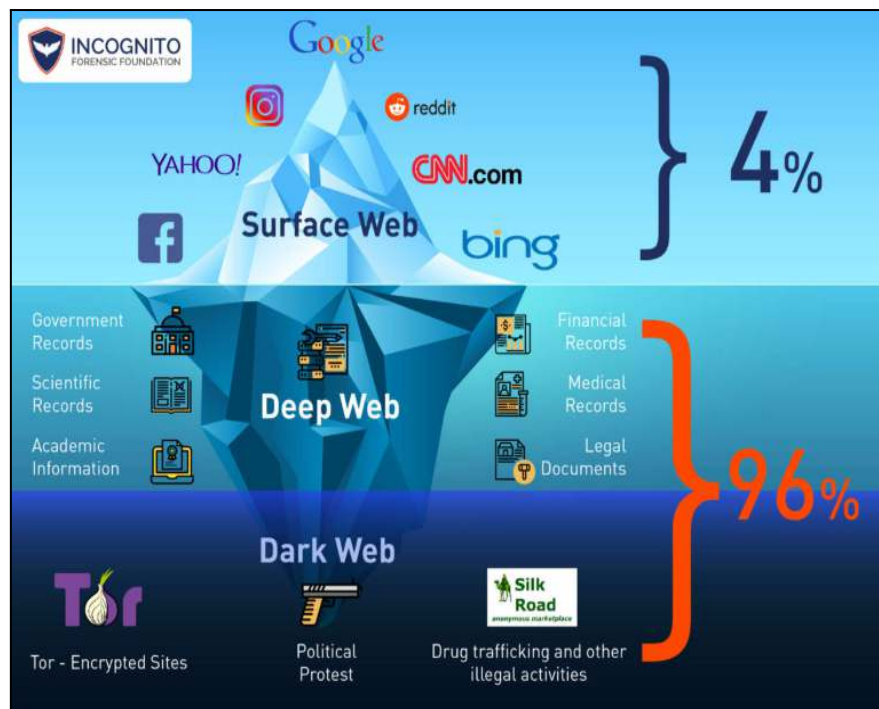 INCOGNITO
FORENSIC FOUNDATION
Google
reddit
YAHOO!
CNN.com
Surface Web
f
bing
4%
Government
Records
Scientific
Records
Academic
Information
Deep Web
Financial
Records
Medical
Records
Legal
Documents
96%
Dark Web
Tor
Tor - Encrypted Sites
Political
Protest
Silk
Road
anonymous marketplace
Drug trafficking and other
illegal activities